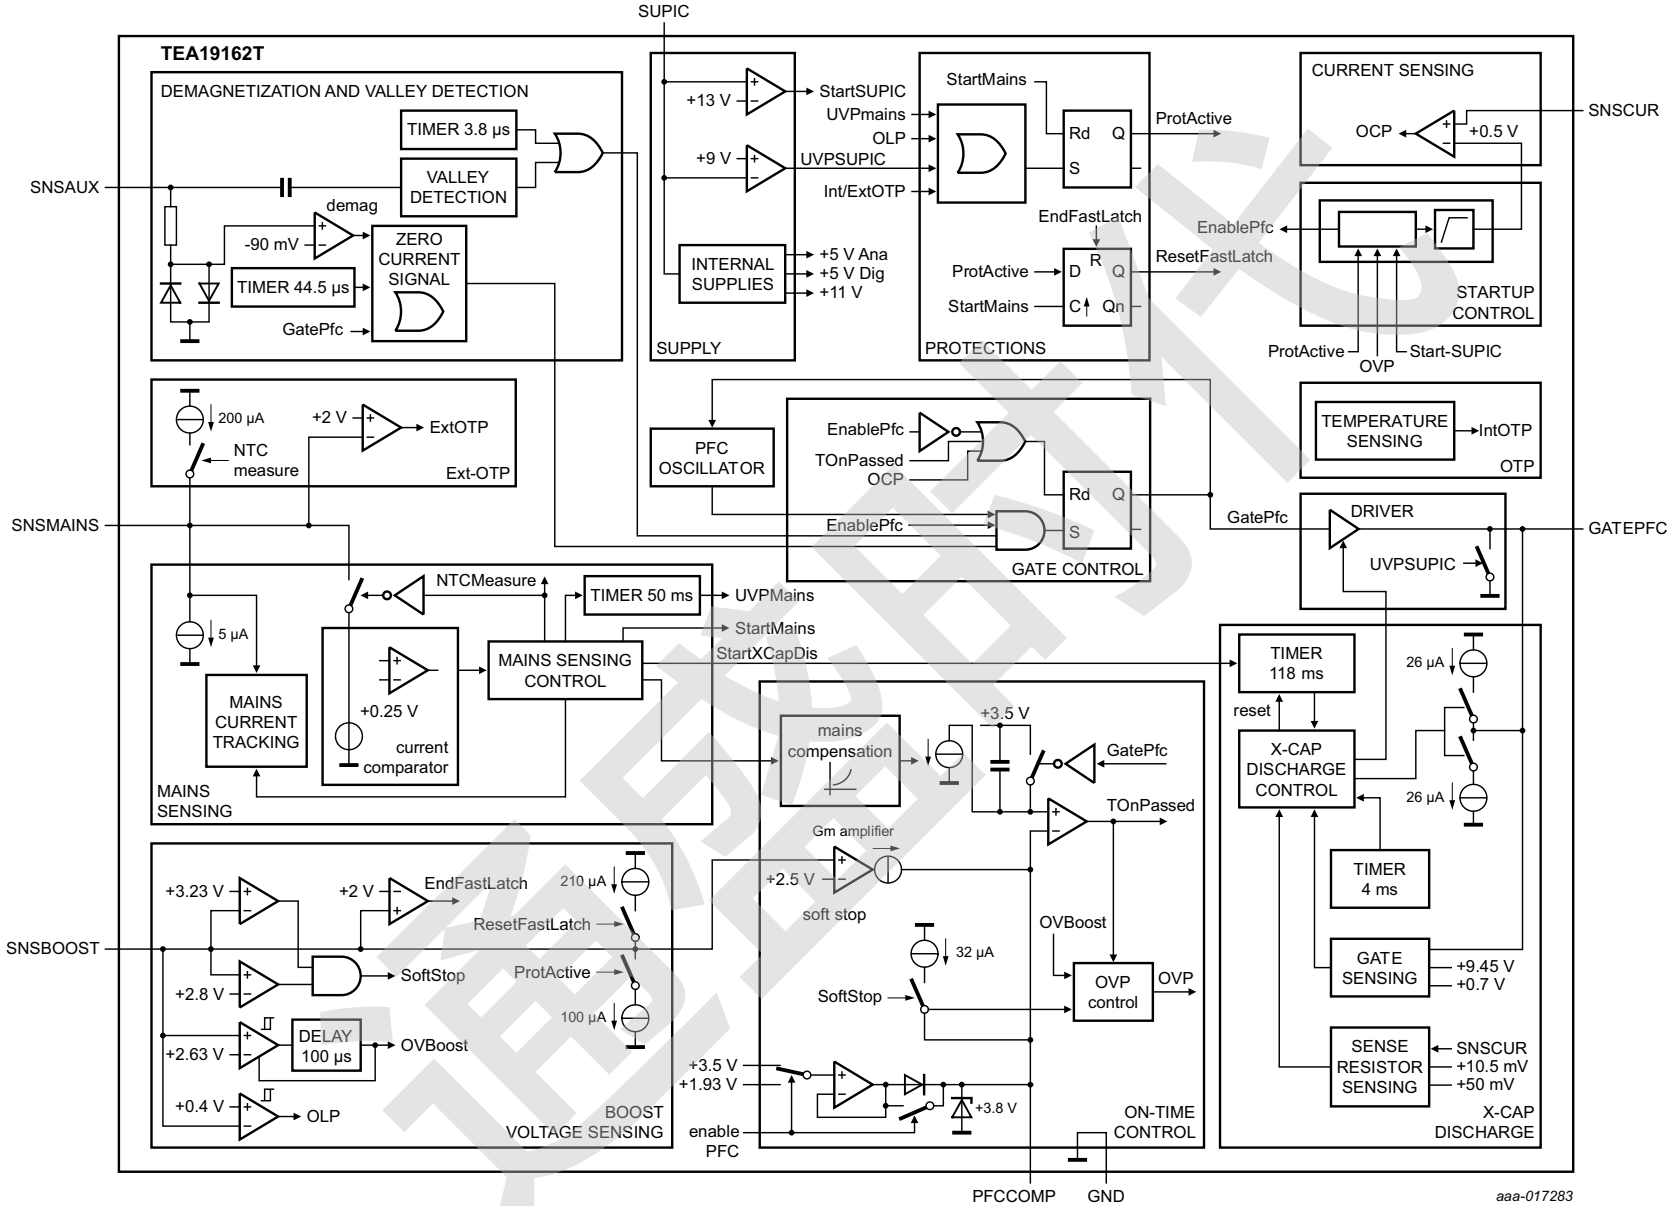 SUPIC
TEA19162T
DEMAGNETIZATION AND VALLEY DETECTION
TIMER 3.8 µs
VALLEY
DETECTION
SNSAUX
demag
-90 mV
ZERO
CURRENT
SIGNAL
TIMER 44.5 µs
GatePfc
+13 V
StartSUPIC
+9 V
UVPSUPIC
INTERNAL
SUPPLIES
+5 V Ana
+5 V Dig
+11 V
SUPPLY
StartMains
UVPmains
OLP
Int/ExtOTP
Rd
Q
S
ProtActive
EndFastLatch
R
ProtActive
D
Q
ResetFastLatch
StartMains
C
Qn
PROTECTIONS
CURRENT SENSING
SNSCUR
OCP
+0.5 V
EnablePfc
STARTUP
CONTROL
ProtActive
OVP
Start-SUPIC
200 µA
+2 V
ExtOTP
NTC
measure
Ext-OTP
SNSMAINS
PFC
OSCILLATOR
EnablePfc
TOnPassed
OCP
EnablePfc
Rd
Q
S
GATE CONTROL
TEMPERATURE
SENSING
IntOTP
OTP
GatePfc
DRIVER
GATEPFC
UVPSUPIC
NTCMeasure
TIMER 50 ms
UVPMains
StartMains
StartXCapDis
5 µA
MAINS SENSING
CONTROL
MAINS
CURRENT
TRACKING
+0.25 V
current
comparator
MAINS
SENSING
mains
compensation
+3.5 V
GatePfc
TOnPassed
Gm amplifier
+2.5 V
soft stop
32 µA
SoftStop
OVBoost
OVP
control
OVP
+3.5 V
+1.93 V
enable
PFC
+3.8 V
ON-TIME
CONTROL
TIMER
118 ms
reset
26 µA
X-CAP
DISCHARGE
CONTROL
26 µA
TIMER
4 ms
GATE
SENSING
+9.45 V
+0.7 V
SENSE
RESISTOR
SENSING
SNSCUR
+10.5 mV
+50 mV
X-CAP
DISCHARGE
SNSBOOST
+3.23 V
+2 V
EndFastLatch
210 µA
ResetFastLatch
+2.8 V
SoftStop
ProtActive
100 µA
+2.63 V
DELAY
100 µs
OVBoost
+0.4 V
OLP
BOOST
VOLTAGE SENSING
PFCCOMP
GND
aaa-017283
通盛时代